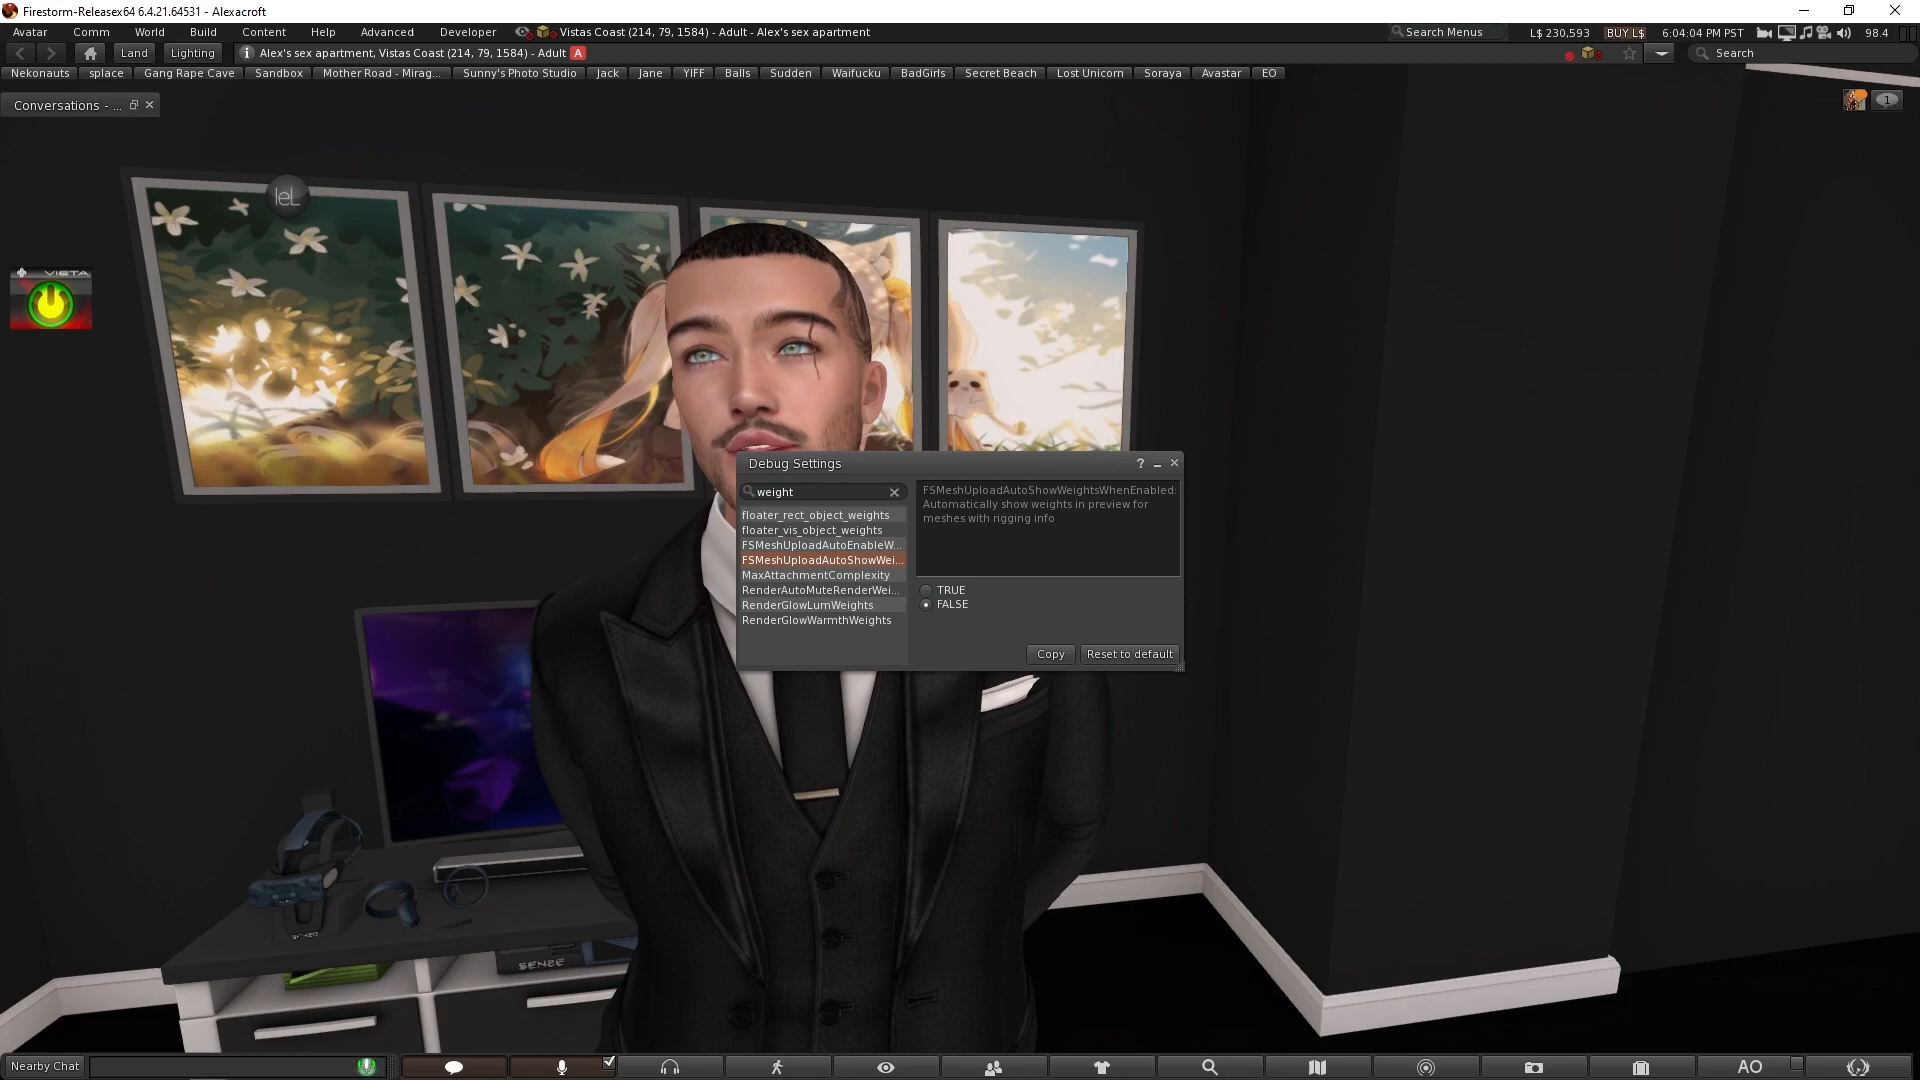 Firestorm-Releasex64 6.4.21.64531 - Alexacroft
Avatar Comm World Build Content Help Advanced Developer Vistas Coast (214, 79, 1584) - Adult - Alex's sex apartment Search Menus L$ 230,593 BUY L$ 6:04:04 PM PST 98.4
Land Lighting Alex's sex apartment, Vistas Coast (214, 79, 1584) - Adult A Search
Nekonauts splace Gang Rape Cave Sandbox Mother Road - Mirag... Sunny's Photo Studio Jack Jane YIFF Balls Sudden Waifucku BadGirls Secret Beach Lost Unicorn Soraya Avastar EO
Conversations - ...
1
leL
VISTA
Debug Settings ?
weight
floater_rect_object_weights
floater_vis_object_weights
FSMeshUploadAutoEnableW...
FSMeshUploadAutoShowWei...
MaxAttachmentComplexity
RenderAutoMuteRenderWei...
RenderGlowLumWeights
RenderGlowWarmthWeights
FSMeshUploadAutoShowWeightsWhenEnabled:
Automatically show weights in preview for
meshes with rigging info
TRUE
FALSE
Copy Reset to default
SENZE
Nearby Chat AO